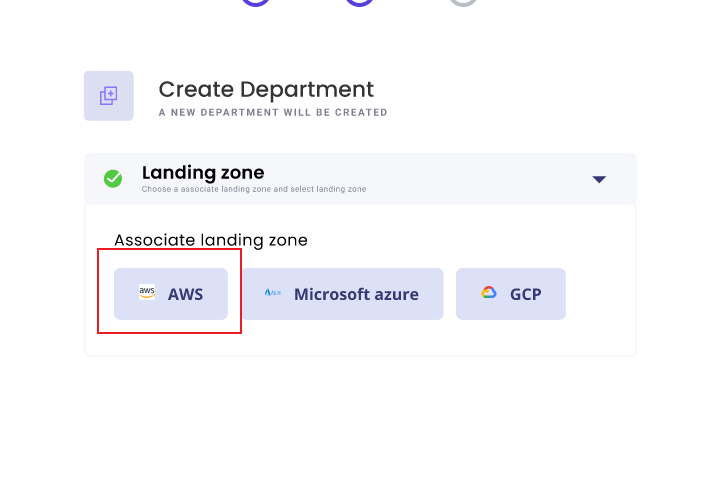 Create Department
A NEW DEPARTMENT WILL BE CREATED
Landing zone
Choose a associate landing zone and select landing zone
Associate landing zone
aws AWS
Azure Microsoft azure
GCP